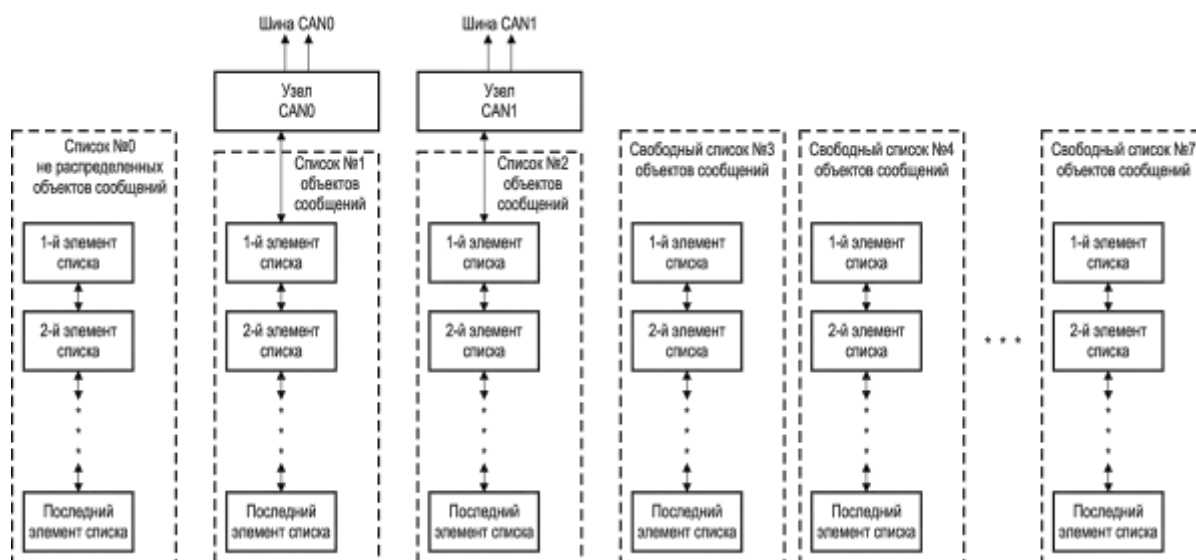 Шина CAN0
Шина CAN1
Узел
CAN0
Узел
CAN1
Список №0
не распределенных
объектов сообщений
Список №1
объектов
сообщений
Список №2
объектов
сообщений
Свободный список №3
объектов сообщений
Свободный список №4
объектов сообщений
Свободный список №7
объектов сообщений
1-й элемент
списка
1-й элемент
списка
1-й элемент
списка
1-й элемент
списка
1-й элемент
списка
1-й элемент
списка
2-й элемент
списка
2-й элемент
списка
2-й элемент
списка
2-й элемент
списка
2-й элемент
списка
2-й элемент
списка
Последний
элемент списка
Последний
элемент списка
Последний
элемент списка
Последний
элемент списка
Последний
элемент списка
Последний
элемент списка